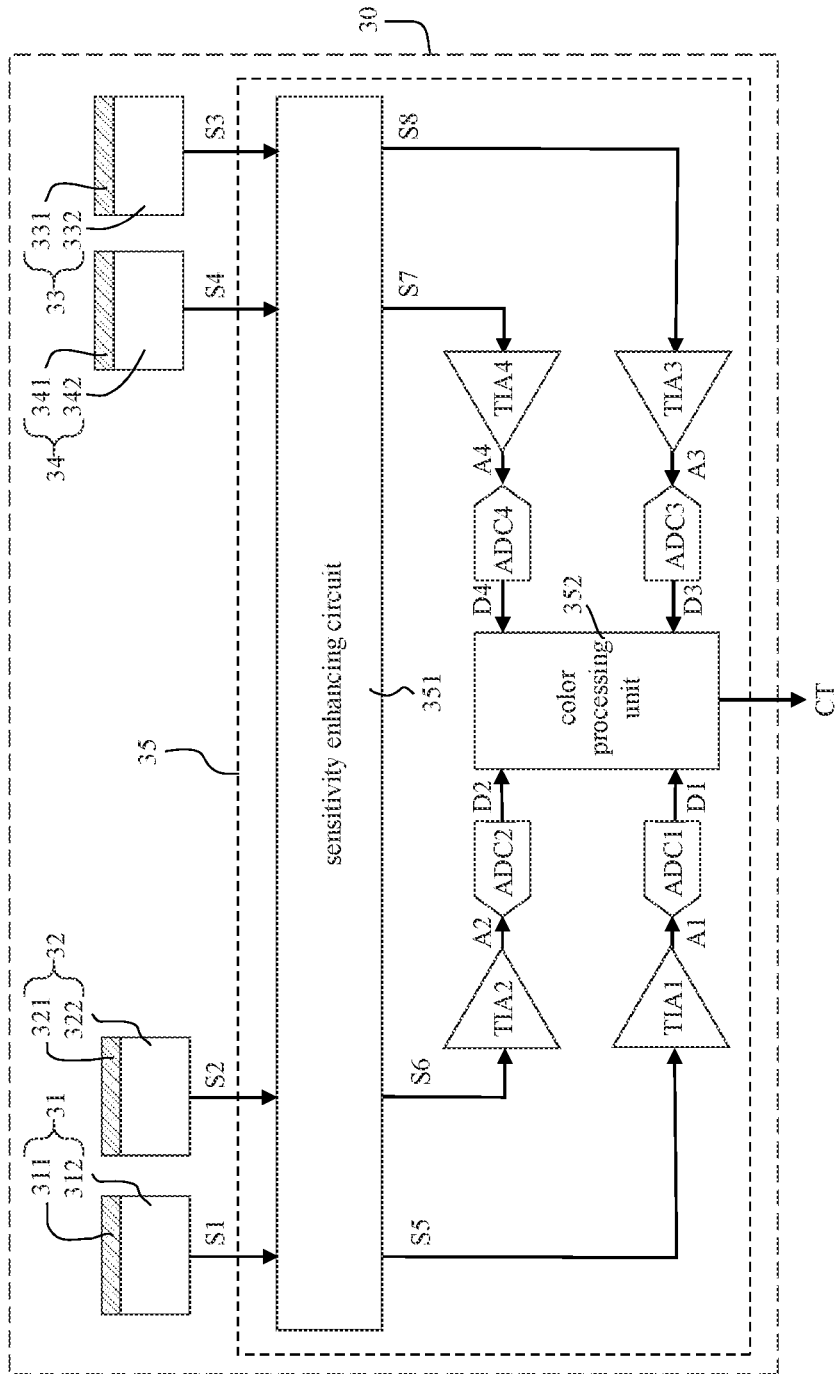 30
311
312
31
321
322
32
341
342
34
331
332
33
S1
S2
S4
S3
35
sensitivity enhancing circuit
351
S5
S6
S7
S8
TIA2
A2
ADC2
D2
D4
ADC4
A4
TIA4
color
processing
unit
352
TIA1
A1
ADC1
D1
D3
ADC3
A3
TIA3
CT